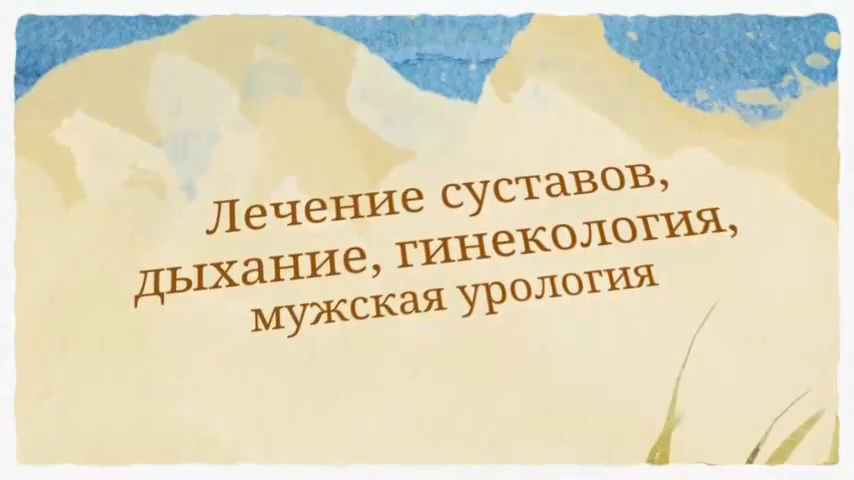 Лечение суставов,
дыхание, гинекология,
мужская урология